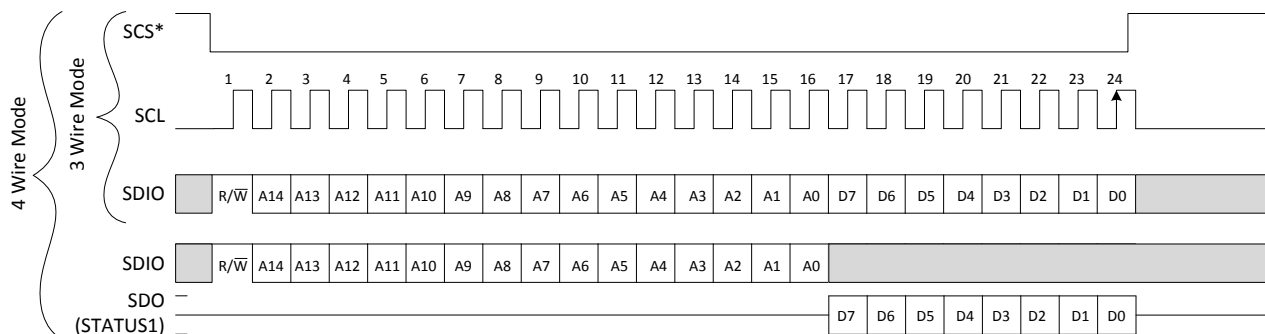 SCS*
1 2 3 4 5 6 7 8 9 10 11 12 13 14 15 16 17 18 19 20 21 22 23 24
SCL
SDIO R/W̅ A14 A13 A12 A11 A10 A9 A8 A7 A6 A5 A4 A3 A2 A1 A0 D7 D6 D5 D4 D3 D2 D1 D0
SDIO R/W̅ A14 A13 A12 A11 A10 A9 A8 A7 A6 A5 A4 A3 A2 A1 A0
SDO
(STATUS1) D7 D6 D5 D4 D3 D2 D1 D0
4 Wire Mode
3 Wire Mode